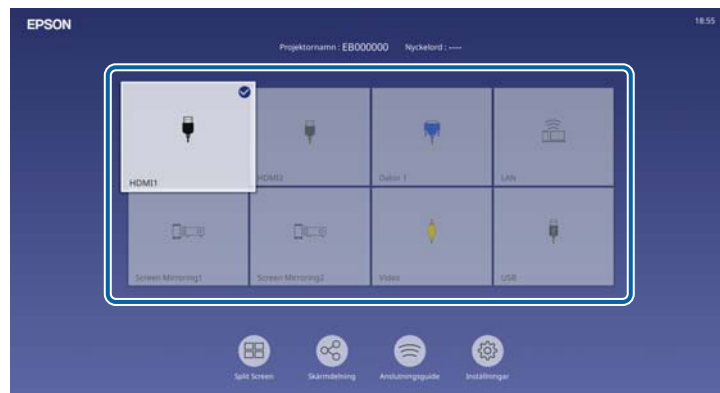 EPSON
18:55
Projektornamn : EB000000 Nyckelord : ----
HDMI1
HDMI2
Dator 1
LAN
Screen Mirroring1
Screen Mirroring2
Video
USB
Split Screen
Skärmdelning
Anslutningsguide
Inställningar